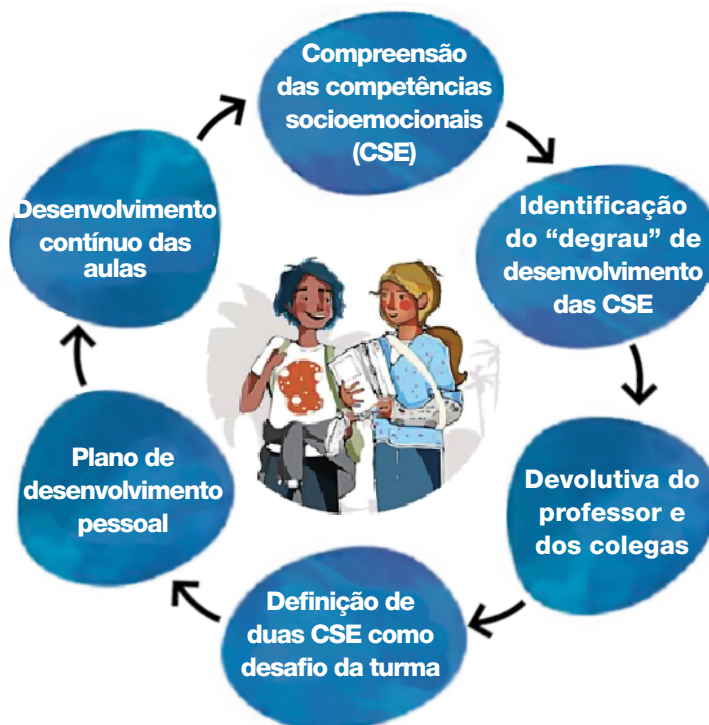 Compreensão
das competências
socioemocionais
(CSE)
Identificação
do “degrau” de
desenvolvimento
das CSE
Devolutiva do
professor e
dos colegas
Definição de
duas CSE como
desafio da turma
Plano de
desenvolvimento
pessoal
Desenvolvimento
contínuo das
aulas